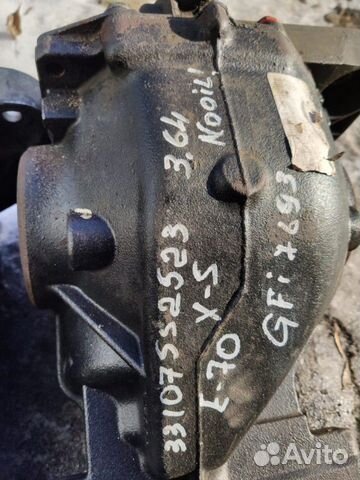 33107552523 3.64
No oil!
E-70 X-5
GFi 7693
Avito